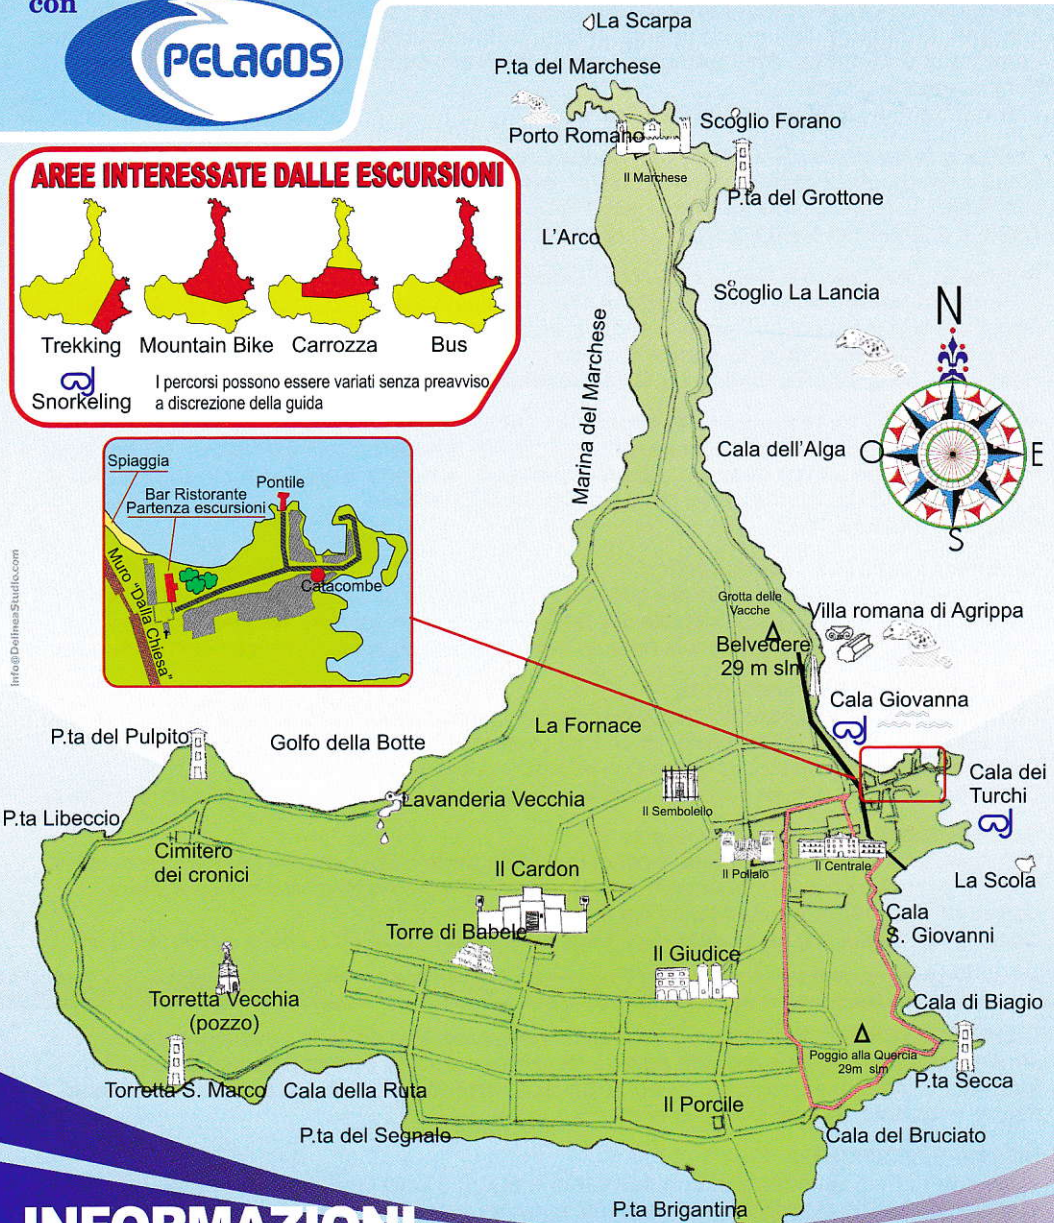 con
PELAGOS
La Scarpa
P.ta del Marchese
Porto Romano
Scoglio Forano
Il Marchese
P.ta del Grottone
L'Arco
Scoglio La Lancia
AREE INTERESSATE DALLE ESCURSIONI
Trekking
Mountain Bike
Carrozza
Bus
Snorkeling
I percorsi possono essere variati senza preavviso
a discrezione della guida
N
O
E
S
Marina del Marchese
Cala dell'Alga
Spiaggia
Bar Ristorante
Partenza escursioni
Pontile
Catacombe
Muro "Dalla Chiesa"
Info@DelineaStudio.com
Grotta delle
Vacche
Belvedere
29 m slm
Villa romana di Agrippa
Cala Giovanna
La Fornace
P.ta del Pulpito
Golfo della Botte
Cala dei
Turchi
Lavanderia Vecchia
Il Sembolello
P.ta Libeccio
Cimitero
dei cronici
Il Cardon
Il Pollaio
Il Centrale
La Scola
Torre di Babele
Cala
S. Giovanni
Il Giudice
Torretta Vecchia
(pozzo)
Cala di Biagio
Poggio alla Quercia
29m slm
P.ta Secca
Torretta S. Marco
Cala della Ruta
Il Porcile
P.ta del Segnale
Cala del Bruciato
P.ta Brigantina
INFORMAZIONI